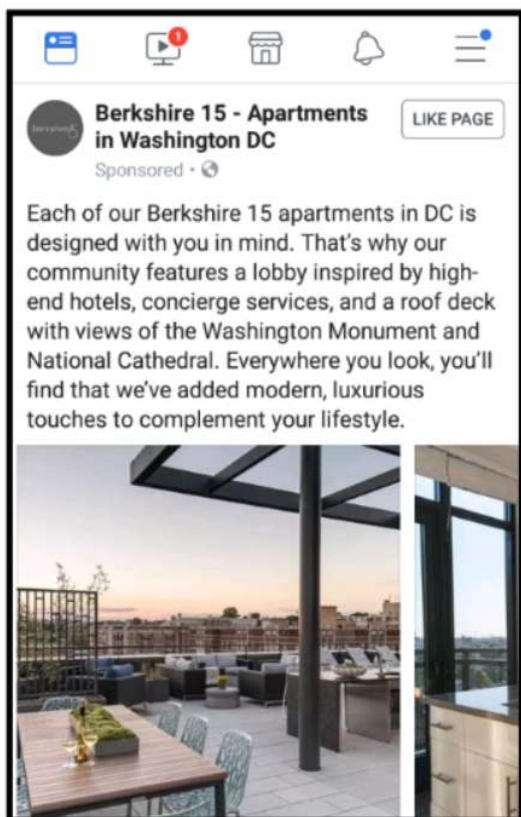 1
Berkshire 15 - Apartments
in Washington DC
LIKE PAGE
Sponsored ·
Each of our Berkshire 15 apartments in DC is
designed with you in mind. That’s why our
community features a lobby inspired by high-
end hotels, concierge services, and a roof deck
with views of the Washington Monument and
National Cathedral. Everywhere you look, you’ll
find that we’ve added modern, luxurious
touches to complement your lifestyle.